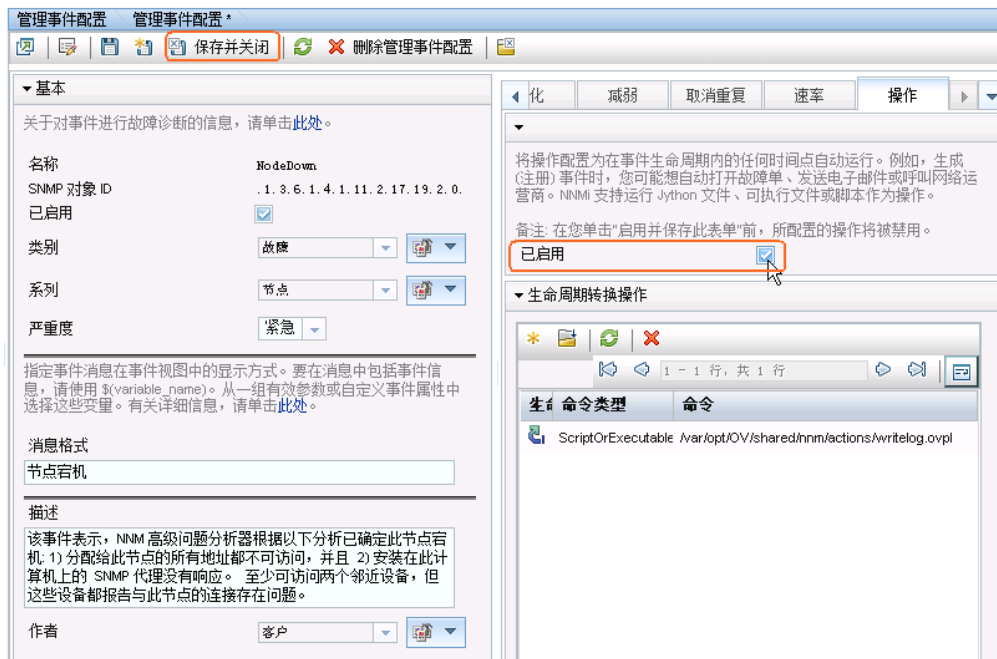 管理事件配置 管理事件配置 *
保存并关闭 删除管理事件配置
基本
关于对事件进行故障诊断的信息，请单击此处。
名称 NodeDown
SNMP 对象 ID .1.3.6.1.4.1.11.2.17.19.2.0.
已启用
类别 故障
系列 节点
严重度 紧急
指定事件消息在事件视图中的显示方式。要在消息中包括事件信
息，请使用 $(variable_name)。从一组有效参数或自定义事件属性中
选择这些变量。有关详细信息，请单击此处。
消息格式
节点宕机
描述
该事件表示，NNM 高级问题分析器根据以下分析已确定此节点宕
机: 1) 分配给此节点的所有地址都不可访问，并且 2) 安装在此计
算机上的 SNMP 代理没有响应。 至少可访问两个邻近设备，但
这些设备都报告与此节点的连接存在问题。
作者 客户
化 减弱 取消重复 速率 操作
将操作配置为在事件生命周期内的任何时间点自动运行。例如，生成
(注册) 事件时，您可能想自动打开故障单、发送电子邮件或呼叫网络运
营商。NNMi 支持运行 Jython 文件、可执行文件或脚本作为操作。
备注: 在您单击"启用并保存此表单"前，所配置的操作将被禁用。
已启用
生命周期转换操作
1 - 1 行, 共 1 行
生命 命令类型 命令
ScriptOrExecutable /var/opt/OV/shared/nnm/actions/writelog.ovpl